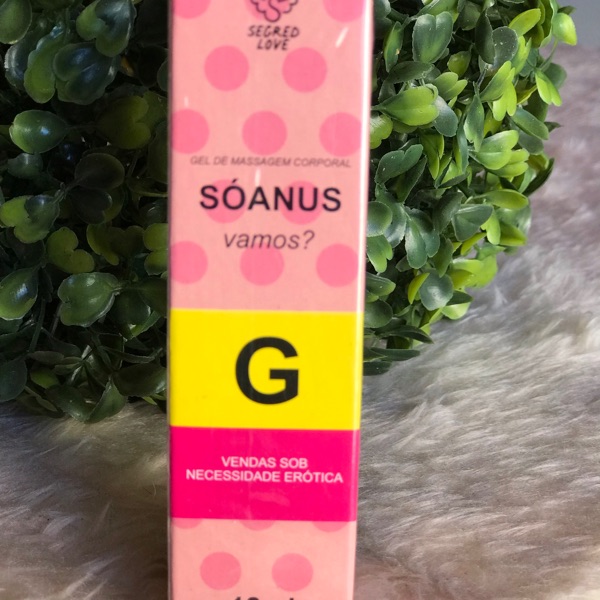 SEGRED
LOVE
GEL DE MASSAGEM CORPORAL
SÓANUS
vamos?
G
VENDAS SOB
NECESSIDADE ERÓTICA